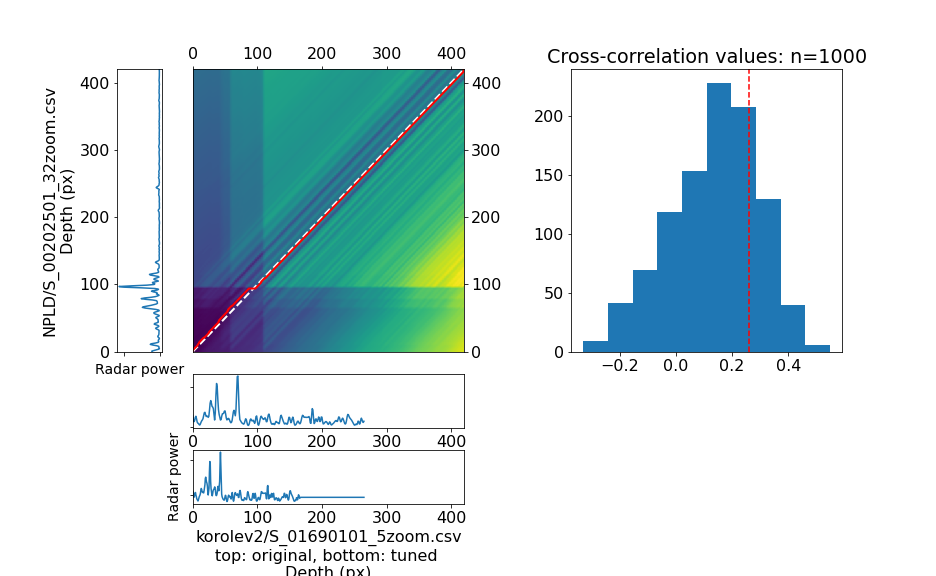 Cross-correlation values: n=1000
0 100 200 300 400
400
300
200
100
0
NPLD/S_00202501_32zoom.csv
Depth (px)
Radar power
400
300
200
100
0
200
150
100
50
0
−0.2 0.0 0.2 0.4
0 100 200 300 400
Radar power
0 100 200 300 400
korolev2/S_01690101_5zoom.csv
top: original, bottom: tuned
Depth (px)